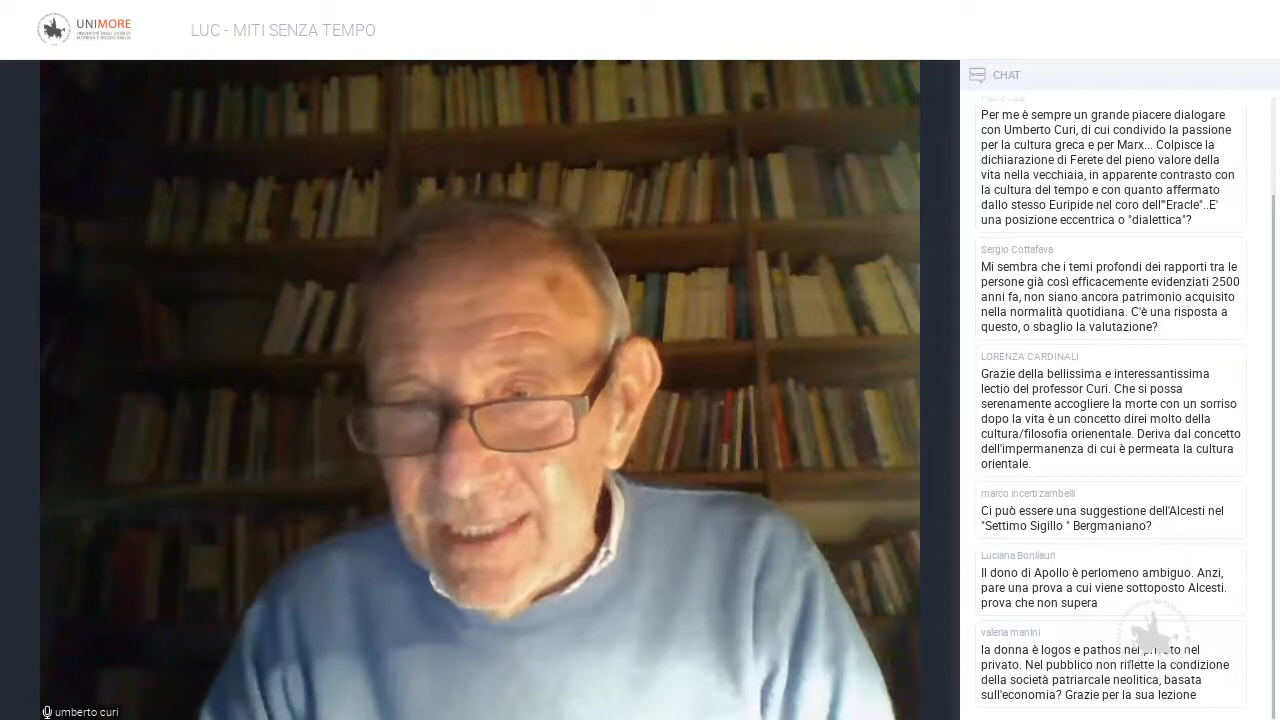 UNIMORE
UNIVERSITÀ DEGLI STUDI DI
MODENA E REGGIO EMILIA
LUC - MITI SENZA TEMPO
CHAT
Per me è sempre un grande piacere dialogare
con Umberto Curi, di cui condivido la passione
per la cultura greca e per Marx... Colpisce la
dichiarazione di Ferete del pieno valore della
vita nella vecchiaia, in apparente contrasto con
la cultura del tempo e con quanto affermato
dallo stesso Euripide nel coro dell'"Eracle"..E'
una posizione eccentrica o "dialettica"?
Sergio Cottafava
Mi sembra che i temi profondi dei rapporti tra le
persone già così efficacemente evidenziati 2500
anni fa, non siano ancora patrimonio acquisito
nella normalità quotidiana. C'è una risposta a
questo, o sbaglio la valutazione?
LORENZA CARDINALI
Grazie della bellissima e interessantissima
lectio del professor Curi. Che si possa
serenamente accogliere la morte con un sorriso
dopo la vita è un concetto direi molto della
cultura/filosofia orienentale. Deriva dal concetto
dell'impermanenza di cui è permeata la cultura
orientale.
marco incerti zambelli
Ci può essere una suggestione dell'Alcesti nel
"Settimo Sigillo " Bergmaniano?
Luciana Bonilauri
Il dono di Apollo è perlomeno ambiguo. Anzi,
pare una prova a cui viene sottoposto Alcesti.
prova che non supera
valeria manini
la donna è logos e pathos nel privato nel
privato. Nel pubblico non riflette la condizione
della società patriarcale neolitica, basata
sull'economia? Grazie per la sua lezione
umberto curi